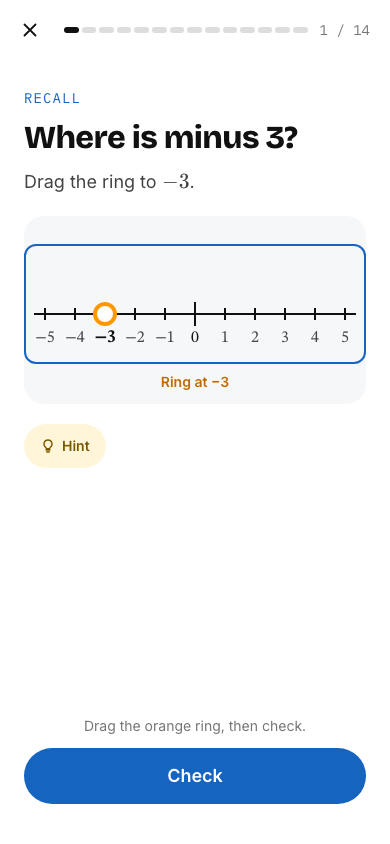 1 / 14
RECALL
Where is minus 3?
Drag the ring to −3.
−5 −4 −3 −2 −1 0 1 2 3 4 5
Ring at −3
Hint
Drag the orange ring, then check.
Check